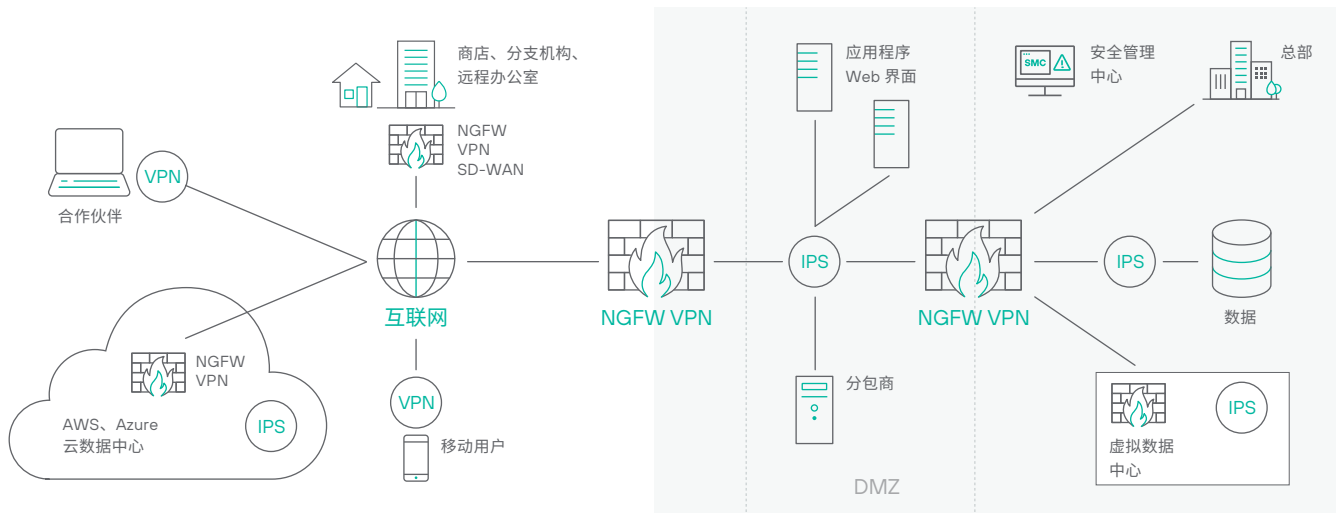 商店、分支机构、
远程办公室
NGFW
VPN
SD-WAN
VPN
合作伙伴
互联网
NGFW
VPN
AWS、Azure
云数据中心
IPS
VPN
移动用户
NGFW VPN
应用程序
Web 界面
IPS
分包商
DMZ
NGFW VPN
SMC
安全管理
中心
总部
IPS
数据
IPS
虚拟数据
中心